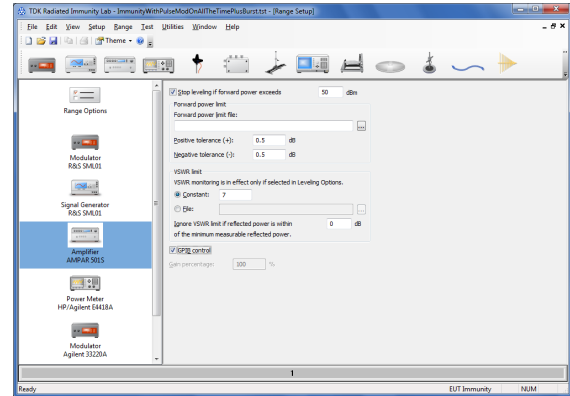 TDK Radiated Immunity Lab - ImmunityWithPulseModOnAllTheTimePlusBurst.tst - [Range Setup]
File Edit View Setup Range Test Utilities Window Help
Theme
Range Options
Modulator
R&S SML01
Signal Generator
R&S SML01
Amplifier
AMPAR 501S
Power Meter
HP/Agilent E4418A
Modulator
Agilent 33220A
Stop leveling if forward power exceeds 50 dBm
Forward power limit
Forward power limit file:
...
Positive tolerance (+): 0.5 dB
Negative tolerance (-): 0.5 dB
VSWR limit
VSWR monitoring is in effect only if selected in Leveling Options.
Constant: 7
File: ...
Ignore VSWR limit if reflected power is within 0 dB
of the minimum measurable reflected power.
GPIB control
Gain percentage: 100 %
1
Ready EUT Immunity NUM